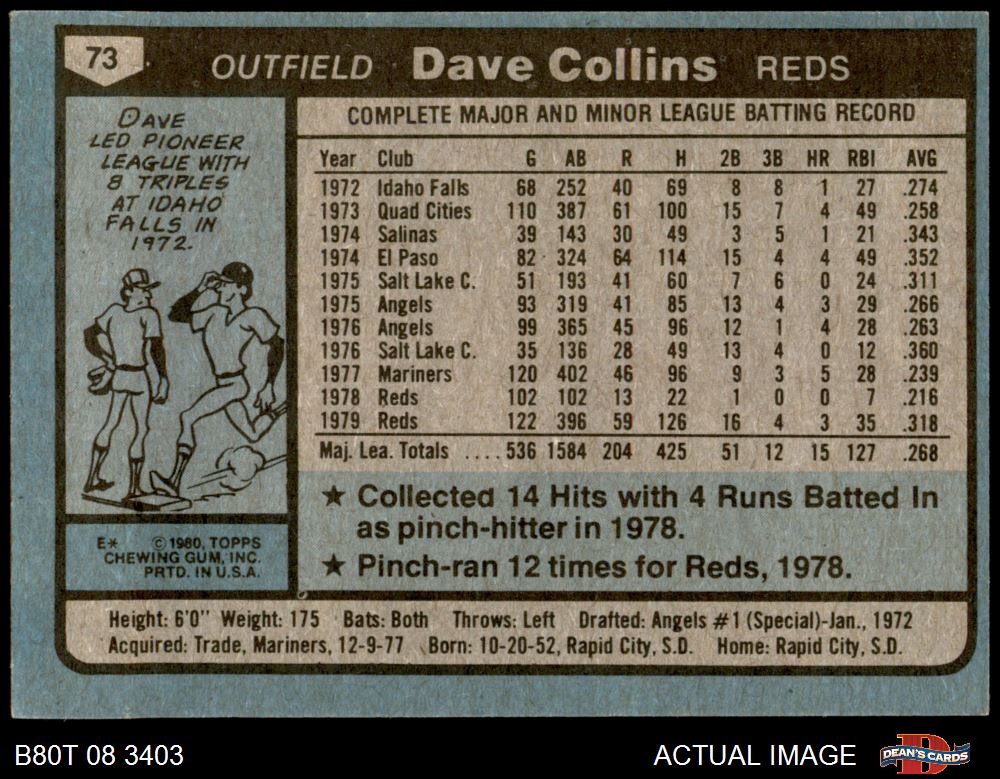 73
OUTFIELD Dave Collins REDS
DAVE
LED PIONEER
LEAGUE WITH
8 TRIPLES
AT IDAHO
FALLS IN
1972.
E* © 1980, TOPPS
CHEWING GUM, INC.
PRTD. IN U.S.A.
COMPLETE MAJOR AND MINOR LEAGUE BATTING RECORD
Year Club G AB R H 2B 3B HR RBI AVG
1972 Idaho Falls 68 252 40 69 8 8 1 27 .274
1973 Quad Cities 110 387 61 100 15 7 4 49 .258
1974 Salinas 39 143 30 49 3 5 1 21 .343
1974 El Paso 82 324 64 114 15 4 4 49 .352
1975 Salt Lake C. 51 193 41 60 7 6 0 24 .311
1975 Angels 93 319 41 85 13 4 3 29 .266
1976 Angels 99 365 45 96 12 1 4 28 .263
1976 Salt Lake C. 35 136 28 49 13 4 0 12 .360
1977 Mariners 120 402 46 96 9 3 5 28 .239
1978 Reds 102 102 13 22 1 0 0 7 .216
1979 Reds 122 396 59 126 16 4 3 35 .318
Maj. Lea. Totals .... 536 1584 204 425 51 12 15 127 .268
★ Collected 14 Hits with 4 Runs Batted In
as pinch-hitter in 1978.
★ Pinch-ran 12 times for Reds, 1978.
Height: 6'0" Weight: 175 Bats: Both Throws: Left Drafted: Angels #1 (Special)-Jan., 1972
Acquired: Trade, Mariners, 12-9-77 Born: 10-20-52, Rapid City, S.D. Home: Rapid City, S.D.
B80T 08 3403
ACTUAL IMAGE
D
DEAN'S CARDS